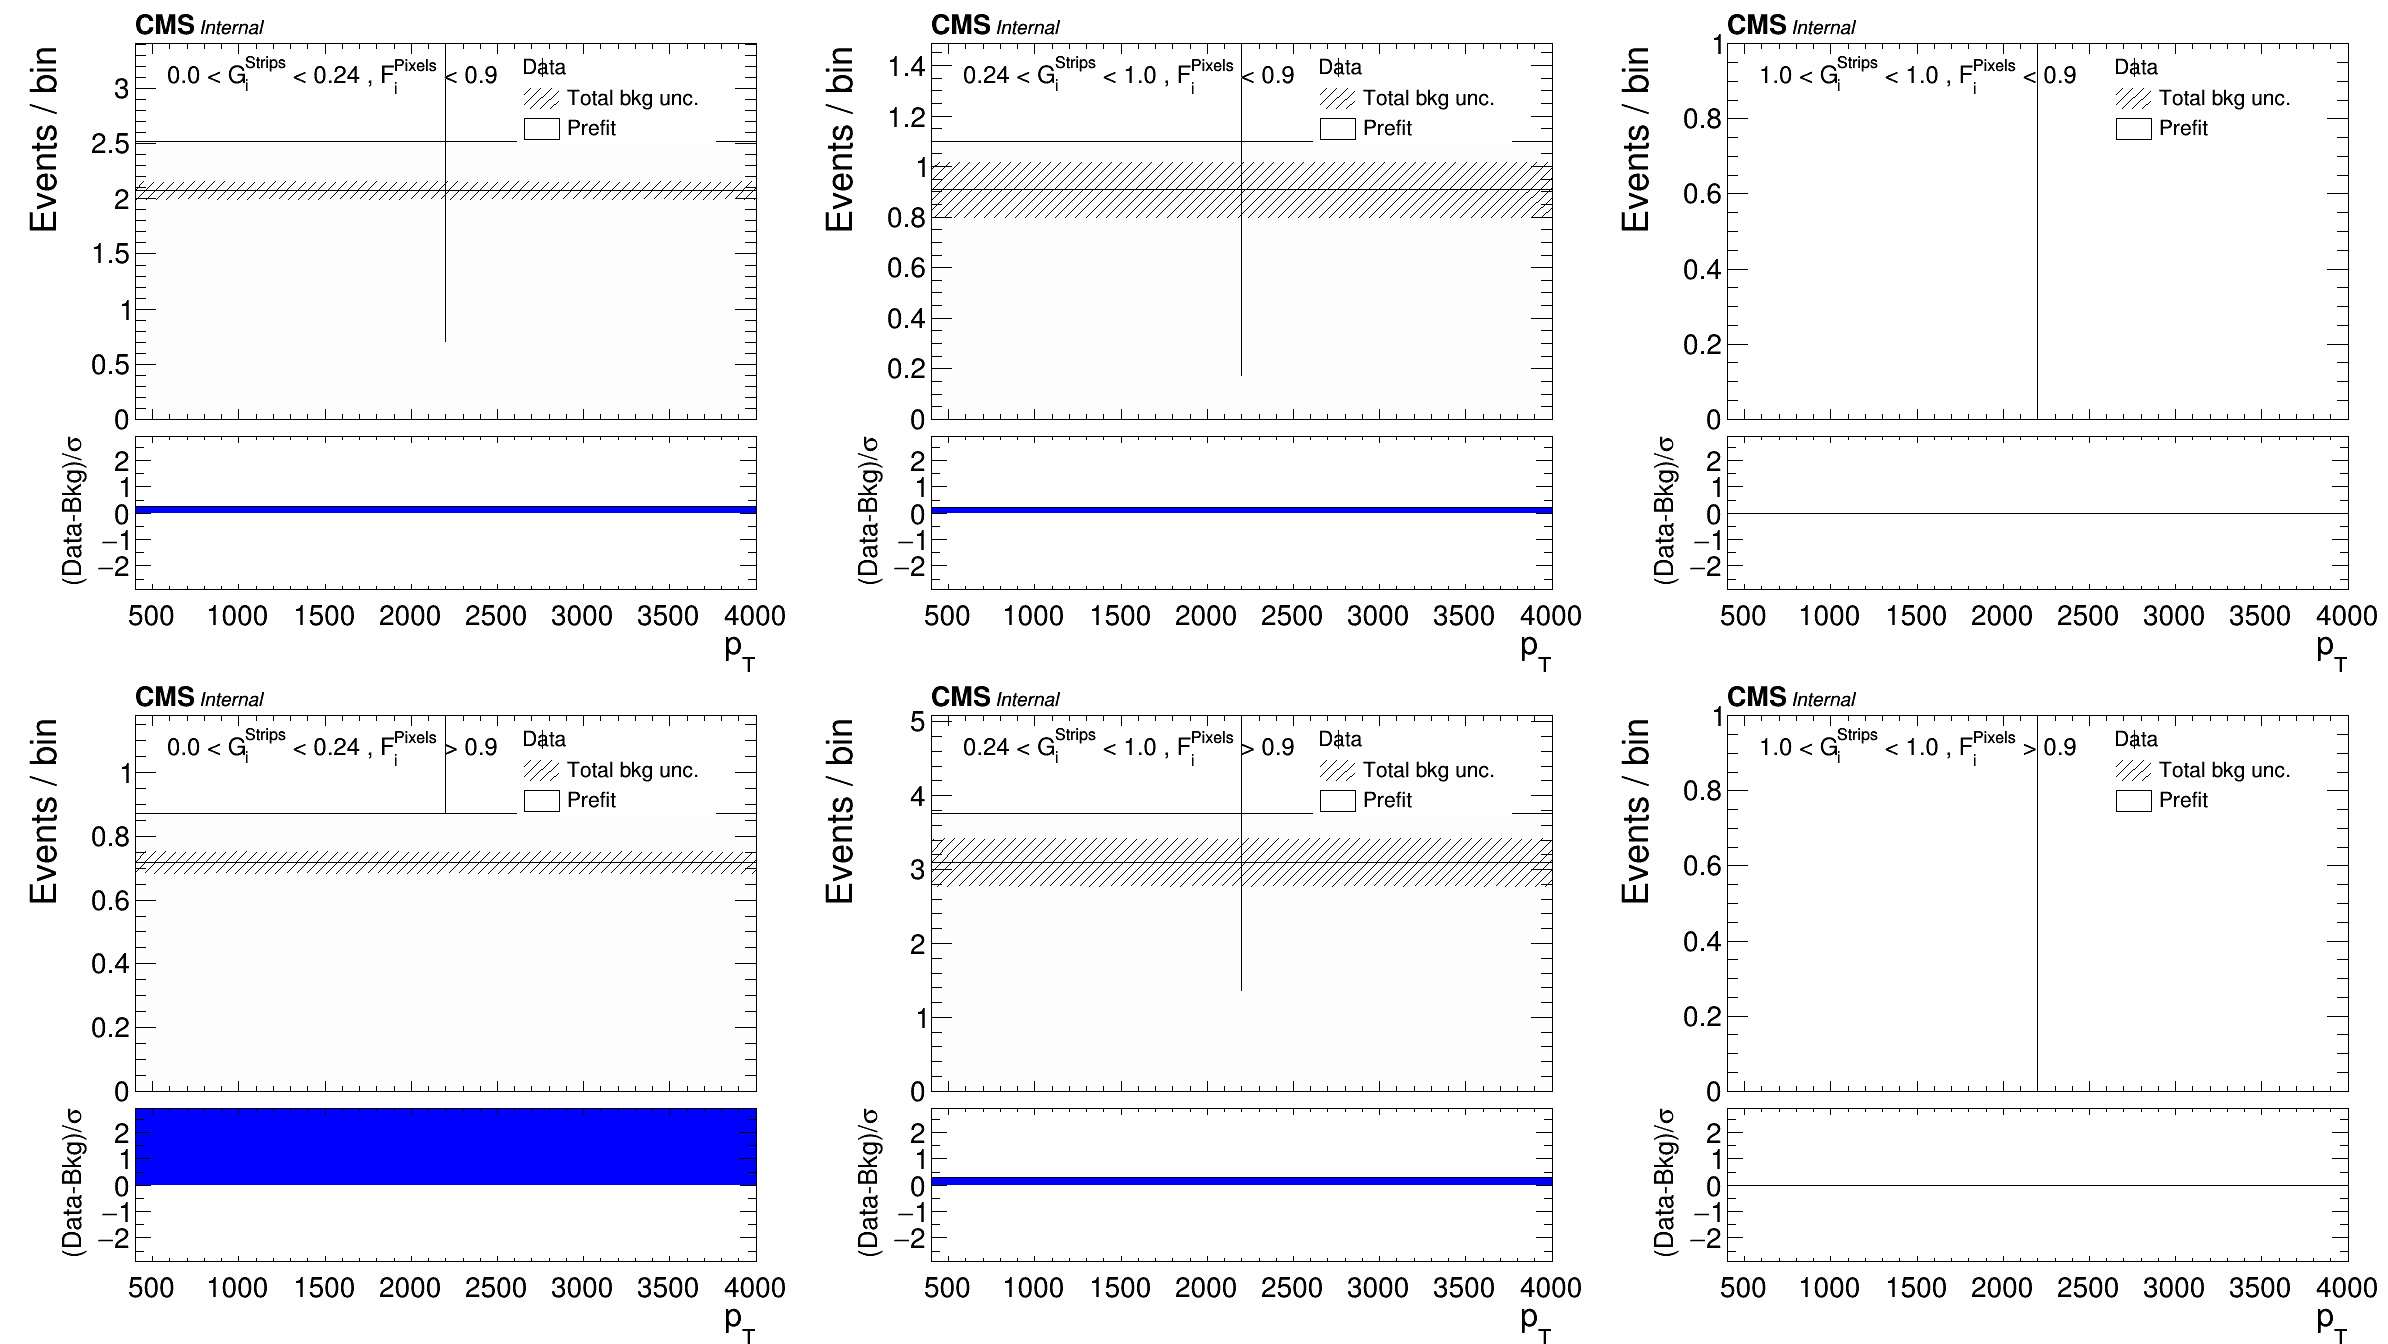 CMS Internal
Events / bin
0.0 < G_i^Strips < 0.24 , F_i^Pixels < 0.9
Data
Total bkg unc.
Prefit
3
2.5
2
1.5
1
0.5
0
(Data-Bkg)/σ
2
1
0
−1
−2
500 1000 1500 2000 2500 3000 3500 4000
p_T
CMS Internal
Events / bin
0.24 < G_i^Strips < 1.0 , F_i^Pixels < 0.9
Data
Total bkg unc.
Prefit
1.4
1.2
1
0.8
0.6
0.4
0.2
0
(Data-Bkg)/σ
2
1
0
−1
−2
500 1000 1500 2000 2500 3000 3500 4000
p_T
CMS Internal
Events / bin
1.0 < G_i^Strips < 1.0 , F_i^Pixels < 0.9
Data
Total bkg unc.
Prefit
1
0.8
0.6
0.4
0.2
0
(Data-Bkg)/σ
2
1
0
−1
−2
500 1000 1500 2000 2500 3000 3500 4000
p_T
CMS Internal
Events / bin
0.0 < G_i^Strips < 0.24 , F_i^Pixels > 0.9
Data
Total bkg unc.
Prefit
1
0.8
0.6
0.4
0.2
0
(Data-Bkg)/σ
2
1
0
−1
−2
500 1000 1500 2000 2500 3000 3500 4000
p_T
CMS Internal
Events / bin
0.24 < G_i^Strips < 1.0 , F_i^Pixels > 0.9
Data
Total bkg unc.
Prefit
5
4
3
2
1
0
(Data-Bkg)/σ
2
1
0
−1
−2
500 1000 1500 2000 2500 3000 3500 4000
p_T
CMS Internal
Events / bin
1.0 < G_i^Strips < 1.0 , F_i^Pixels > 0.9
Data
Total bkg unc.
Prefit
1
0.8
0.6
0.4
0.2
0
(Data-Bkg)/σ
2
1
0
−1
−2
500 1000 1500 2000 2500 3000 3500 4000
p_T